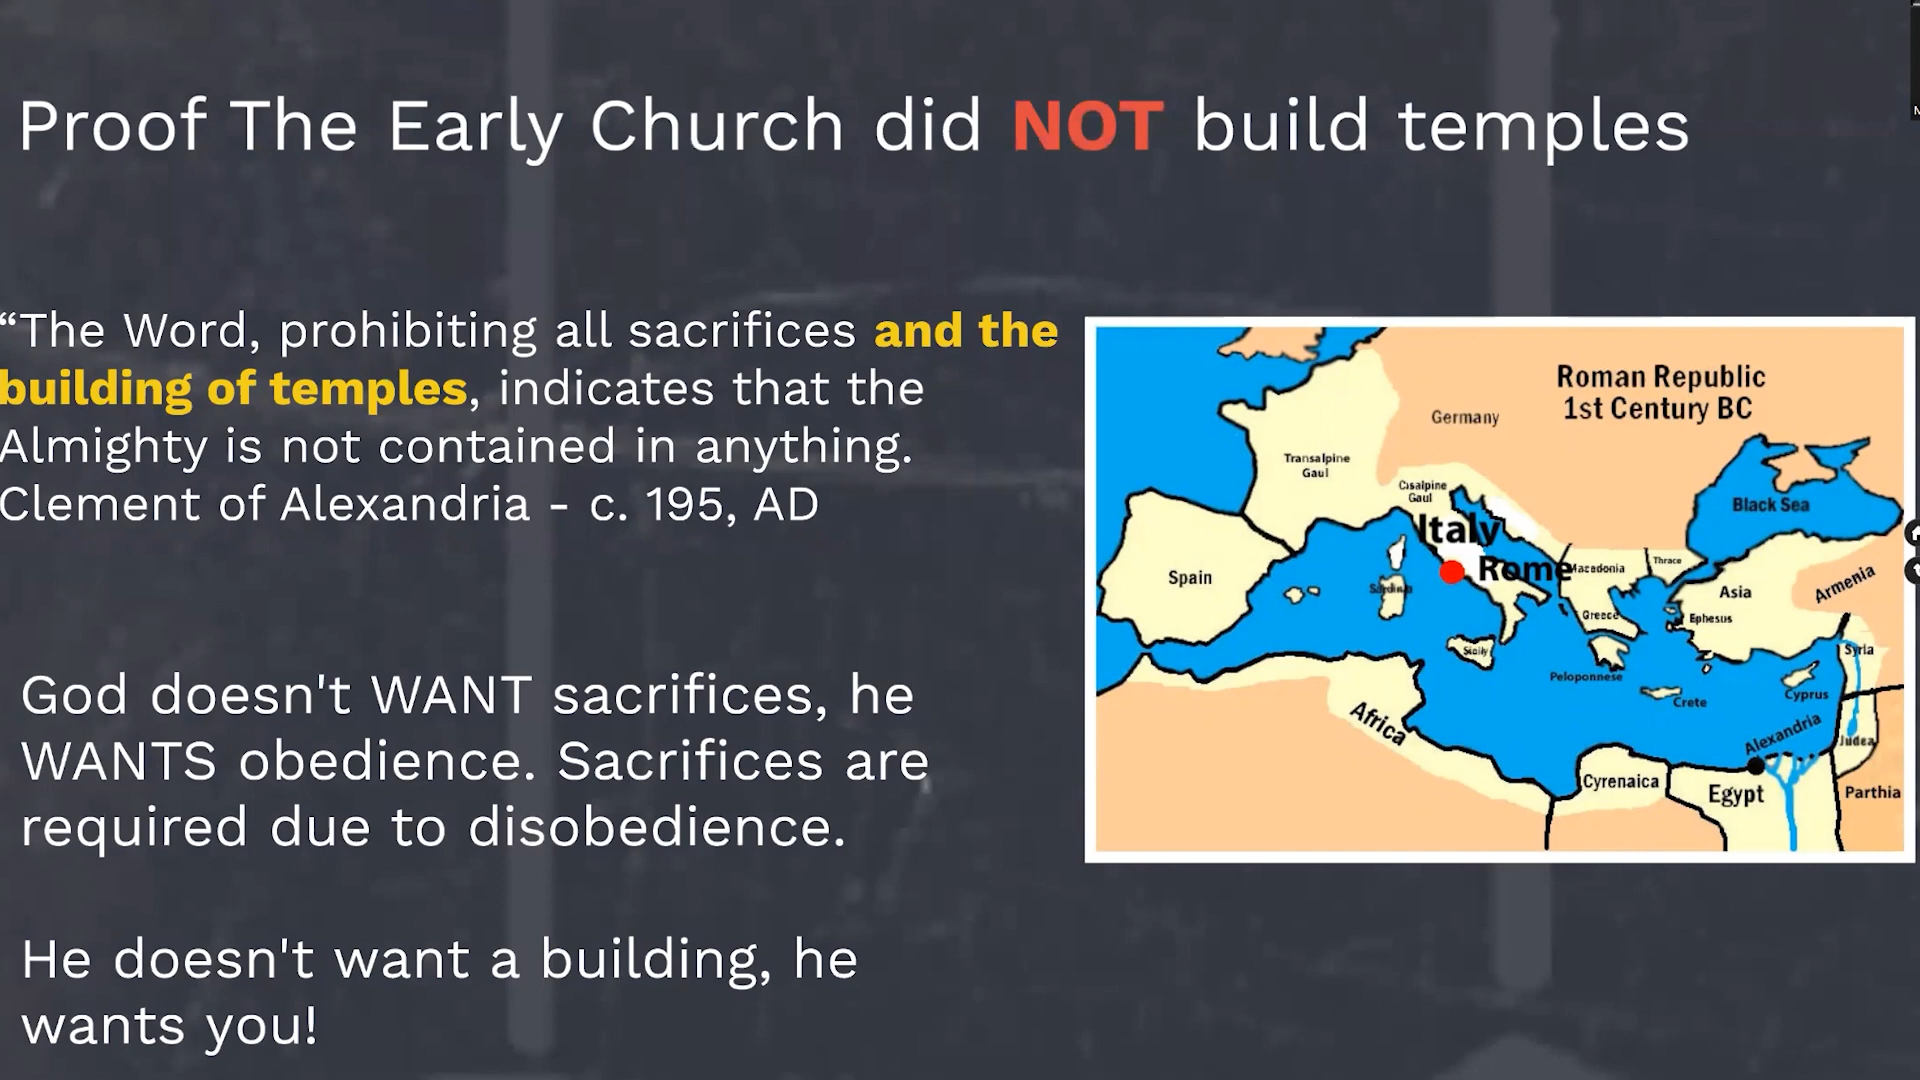 Proof The Early Church did NOT build temples
“The Word, prohibiting all sacrifices and the
building of temples, indicates that the
Almighty is not contained in anything.
Clement of Alexandria - c. 195, AD
God doesn't WANT sacrifices, he
WANTS obedience. Sacrifices are
required due to disobedience.
He doesn't want a building, he
wants you!
Roman Republic
1st Century BC
Germany
Transalpine
Gaul
Cisalpine
Gaul
Black Sea
Italy
Rome
Spain
Sardinia
Macedonia
Thrace
Asia
Armenia
Greece
Ephesus
Sicily
Syria
Peloponnese
Crete
Cyprus
Africa
Alexandria
Judea
Cyrenaica
Egypt
Parthia